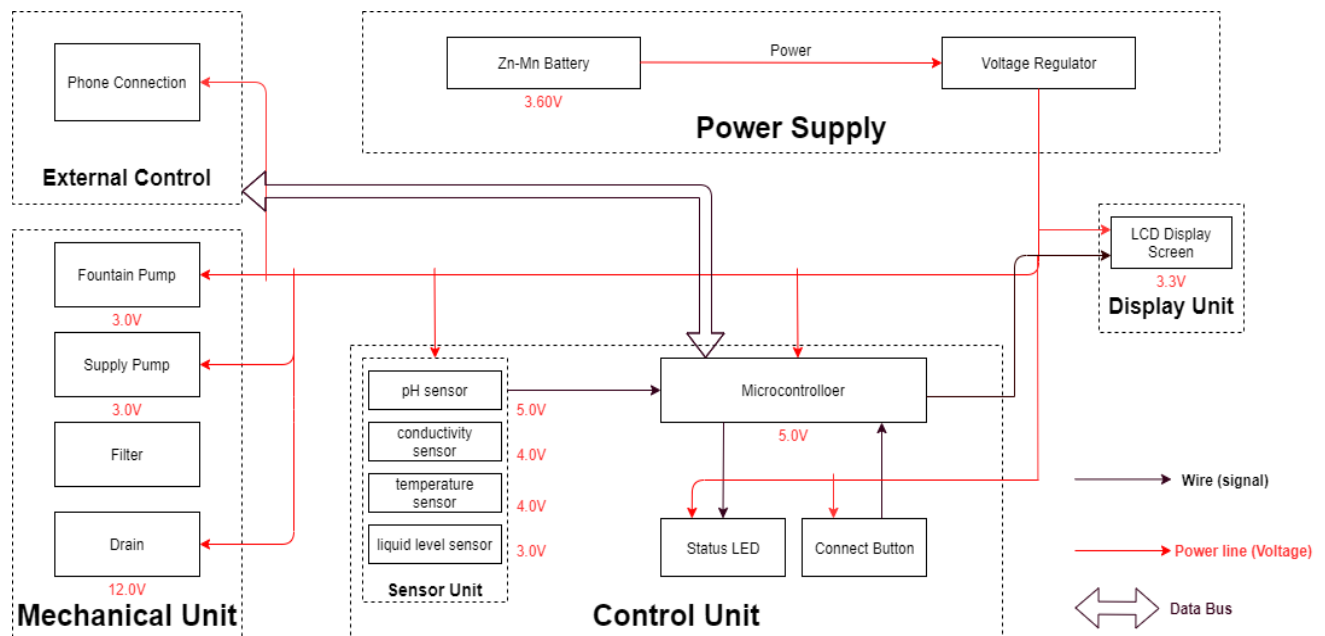 Phone Connection
External Control
Zn-Mn Battery
3.60V
Power
Voltage Regulator
Power Supply
LCD Display
Screen
3.3V
Display Unit
Fountain Pump
3.0V
Supply Pump
3.0V
Filter
Drain
12.0V
Mechanical Unit
pH sensor
5.0V
conductivity
sensor
4.0V
temperature
sensor
4.0V
liquid level sensor
3.0V
Sensor Unit
Microcontrolloer
5.0V
Status LED
Connect Button
Control Unit
Wire (signal)
Power line (Voltage)
Data Bus